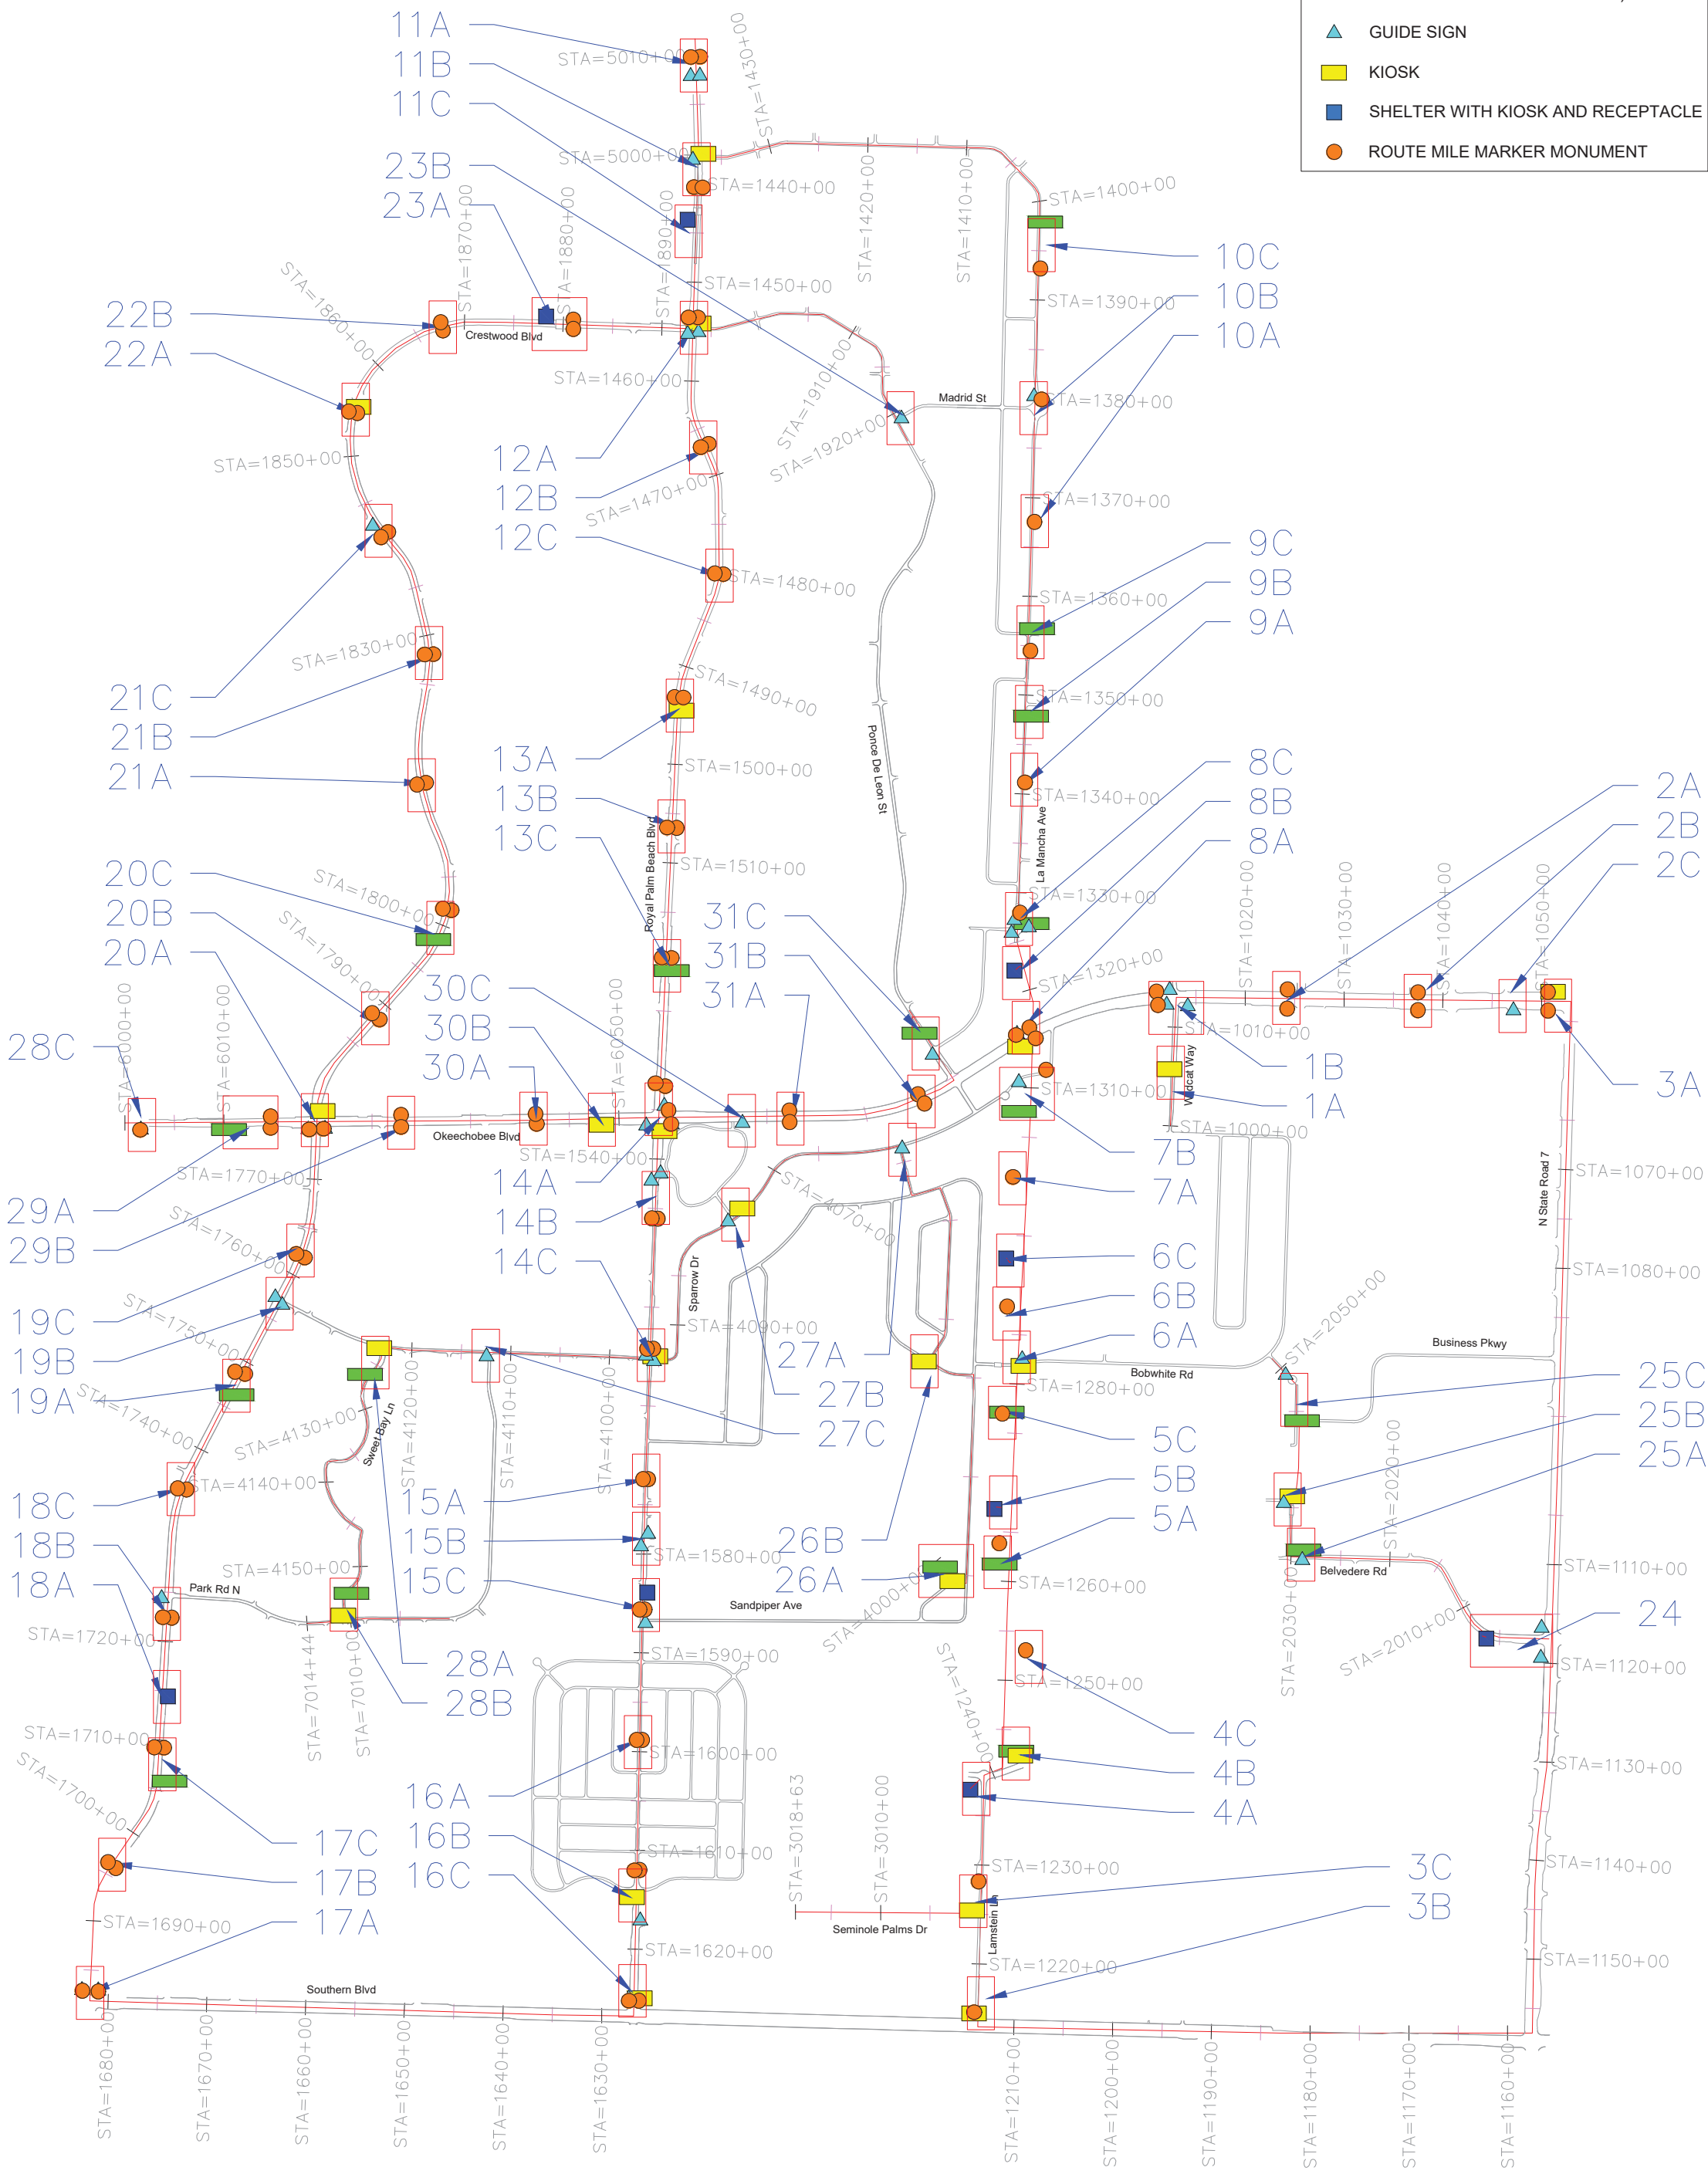 GUIDE SIGN
KIOSK
SHELTER WITH KIOSK AND RECEPTACLE
ROUTE MILE MARKER MONUMENT
11A
11B
11C
23B
23A
STA=5010+00
STA=1430+00
STA=5000+00
STA=1440+00
STA=1420+00
STA=1410+00
STA=1400+00
STA=1870+00
STA=1880+00
STA=1890+00
STA=1450+00
STA=1390+00
10C
10B
10A
22B
22A
STA=1860+00
Crestwood Blvd
STA=1460+00
STA=1910+00
STA=1920+00
Madrid St
STA=1380+00
STA=1850+00
12A
12B
12C
STA=1470+00
STA=1370+00
STA=1480+00
STA=1360+00
9C
9B
9A
STA=1830+00
STA=1490+00
STA=1350+00
21C
21B
21A
13A
13B
13C
STA=1500+00
Ponce De Leon St
STA=1340+00
La Mancha Ave
8C
8B
8A
2A
2B
2C
Royal Palm Beach Blvd
STA=1510+00
20C
20B
20A
STA=1800+00
STA=1790+00
STA=1330+00
STA=1320+00
31C
31B
31A
30C
30B
30A
STA=1020+00
STA=1030+00
STA=1040+00
STA=1050+00
28C
STA=6000+00
STA=6010+00
STA=6050+00
STA=1010+00
Wildcat Way
1B
1A
3A
STA=1310+00
STA=1000+00
Okeechobee Blvd
STA=1540+00
STA=1770+00
7B
7A
29A
29B
14A
14B
14C
STA=4070+00
STA=1070+00
N State Road 7
STA=1760+00
STA=1750+00
STA=1740+00
19C
19B
19A
Sparrow Dr
STA=4090+00
6C
6B
6A
STA=1080+00
STA=2050+00
Business Pkwy
Bobwhite Rd
STA=1280+00
27A
27B
27C
STA=4130+00
Sweet Bay Ln
STA=4120+00
STA=4110+00
STA=4100+00
25C
25B
25A
5C
5B
5A
STA=4140+00
18C
18B
18A
15A
15B
15C
STA=1580+00
26B
26A
STA=2020+00
STA=4150+00
Park Rd N
STA=1260+00
Belvedere Rd
STA=1110+00
Sandpiper Ave
STA=4000+00
STA=2030+00
STA=2010+00
24
STA=1720+00
STA=7014+44
STA=7010+00
28A
28B
STA=1590+00
STA=1250+00
STA=1240+00
STA=1120+00
STA=1710+00
STA=1700+00
STA=1600+00
4C
4B
4A
STA=1130+00
16A
16B
16C
STA=3018+63
STA=3010+00
17C
17B
17A
STA=1610+00
STA=1230+00
STA=1140+00
3C
3B
STA=1690+00
Seminole Palms Dr
Lamstein Ln
STA=1620+00
STA=1220+00
STA=1150+00
Southern Blvd
STA=1680+00
STA=1670+00
STA=1660+00
STA=1650+00
STA=1640+00
STA=1630+00
STA=1210+00
STA=1200+00
STA=1190+00
STA=1180+00
STA=1170+00
STA=1160+00